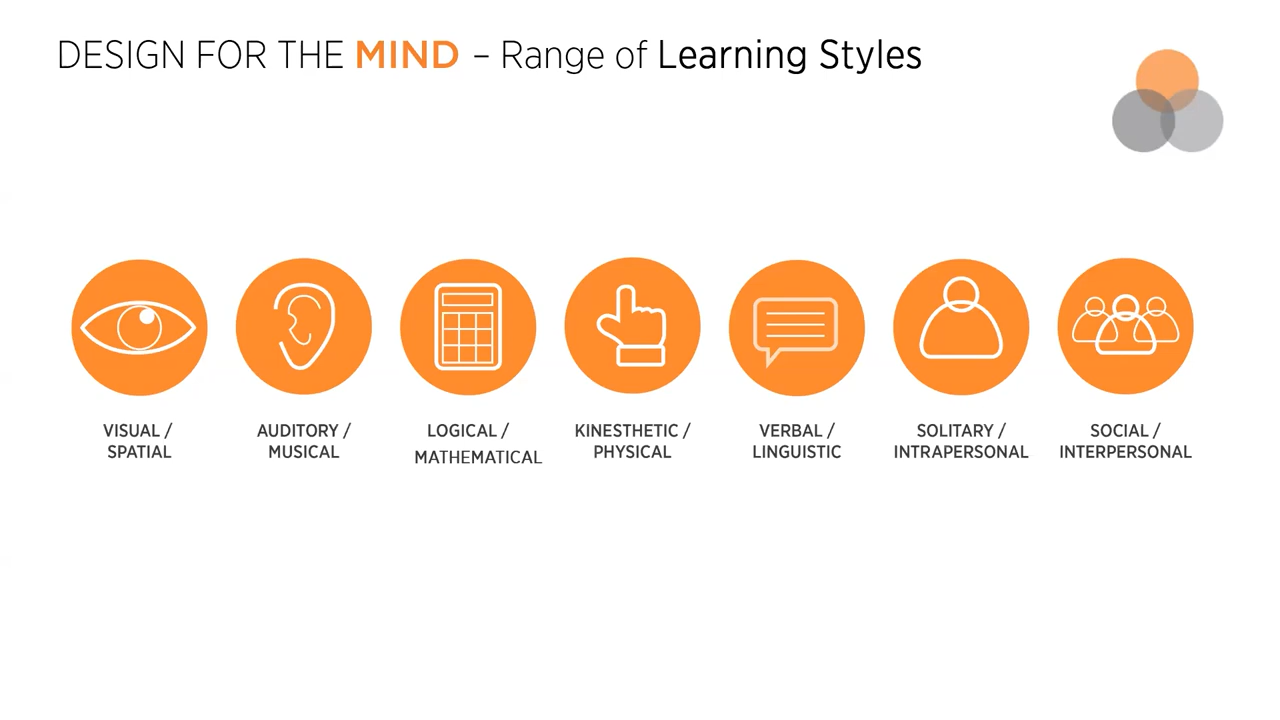 DESIGN FOR THE MIND – Range of Learning Styles
VISUAL /
SPATIAL
AUDITORY /
MUSICAL
LOGICAL /
MATHEMATICAL
KINESTHETIC /
PHYSICAL
VERBAL /
LINGUISTIC
SOLITARY /
INTRAPERSONAL
SOCIAL /
INTERPERSONAL